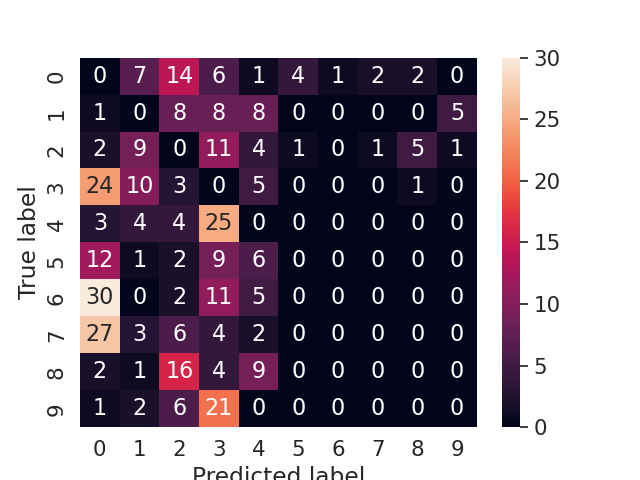 0 0 7 14 6 1 4 1 2 2 0
1 1 0 8 8 8 0 0 0 0 5
2 2 9 0 11 4 1 0 1 5 1
3 24 10 3 0 5 0 0 0 1 0
4 3 4 4 25 0 0 0 0 0 0
5 12 1 2 9 6 0 0 0 0 0
6 30 0 2 11 5 0 0 0 0 0
7 27 3 6 4 2 0 0 0 0 0
8 2 1 16 4 9 0 0 0 0 0
9 1 2 6 21 0 0 0 0 0 0
0 1 2 3 4 5 6 7 8 9
Predicted label
True label
30
25
20
15
10
5
0